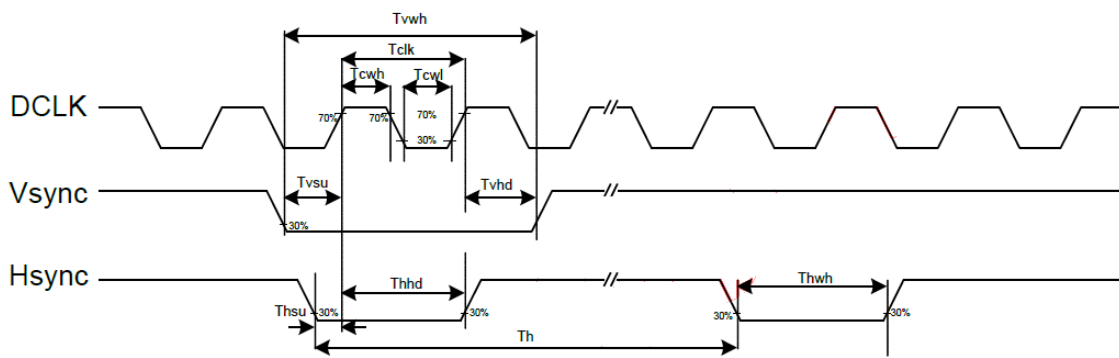 Tvwh
Tclk
Tcwh Tcwl
DCLK
70% 70% 70%
30%
Tvsu Tvhd
Vsync
30%
Hsync
Thhd Thwh
Thsu 30% 30% 30% 30%
Th